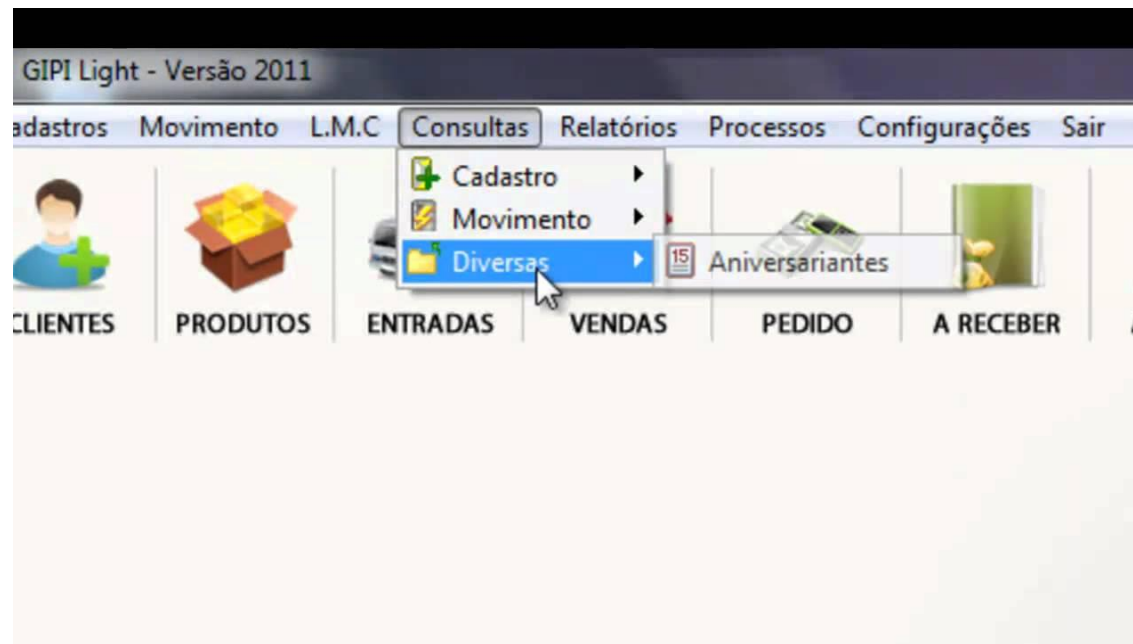 GIPI Light - Versão 2011
adastros Movimento L.M.C Consultas Relatórios Processos Configurações Sair
Cadastro
Movimento
Diversas 15 Aniversariantes
CLIENTES PRODUTOS ENTRADAS VENDAS PEDIDO A RECEBER